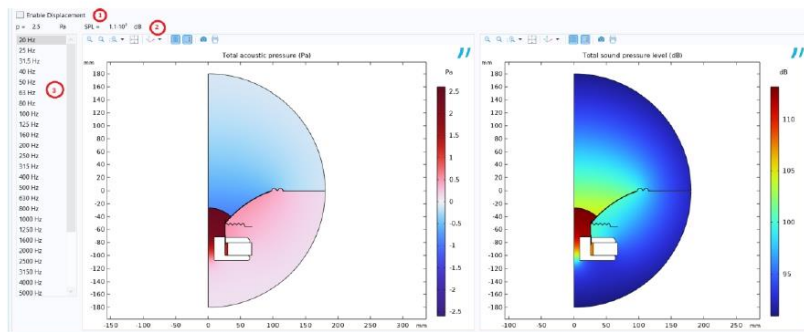 Enable Displacement 1
p = 2.5 Pa SPL = 1.1·10² dB 2
20 Hz
25 Hz
31.5 Hz
40 Hz
50 Hz
63 Hz
80 Hz
100 Hz
125 Hz
160 Hz
200 Hz
250 Hz
315 Hz
400 Hz
500 Hz
630 Hz
800 Hz
1000 Hz
1250 Hz
1600 Hz
2000 Hz
2500 Hz
3150 Hz
4000 Hz
5000 Hz
3
Total acoustic pressure (Pa)
mm
180
160
140
120
100
80
60
40
20
0
-20
-40
-60
-80
-100
-120
-140
-160
-180
-150 -100 -50 0 50 100 150 200 250 300 mm
Pa
2.5
2
1.5
1
0.5
0
-0.5
-1
-1.5
-2
-2.5
Total sound pressure level (dB)
mm
180
160
140
120
100
80
60
40
20
0
-20
-40
-60
-80
-100
-120
-140
-160
-180
-100 -50 0 50 100 150 200 250 mm
dB
110
105
100
95